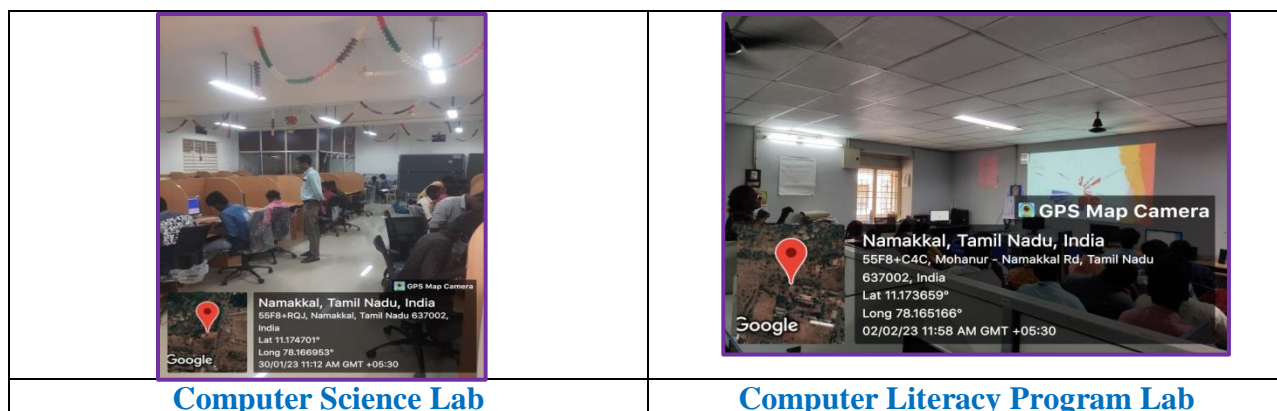 GPS Map Camera
Namakkal, Tamil Nadu, India
55F8+RQJ, Namakkal, Tamil Nadu 637002,
India
Lat 11.174701°
Long 78.166953°
30/01/23 11:12 AM GMT +05:30
Google
Computer Science Lab
GPS Map Camera
Namakkal, Tamil Nadu, India
55F8+C4C, Mohanur - Namakkal Rd, Tamil Nadu
637002, India
Lat 11.173659°
Long 78.165166°
02/02/23 11:58 AM GMT +05:30
Google
Computer Literacy Program Lab